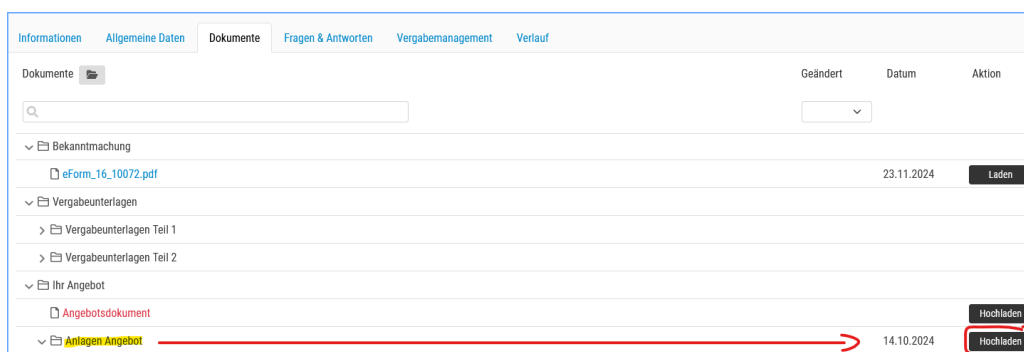 Informationen Allgemeine Daten Dokumente Fragen & Antworten Vergabemanagement Verlauf
Dokumente Geändert Datum Aktion
Bekanntmachung
eForm_16_10072.pdf 23.11.2024 Laden
Vergabeunterlagen
Vergabeunterlagen Teil 1
Vergabeunterlagen Teil 2
Ihr Angebot
Angebotsdokument Hochladen
Anlagen Angebot 14.10.2024 Hochladen